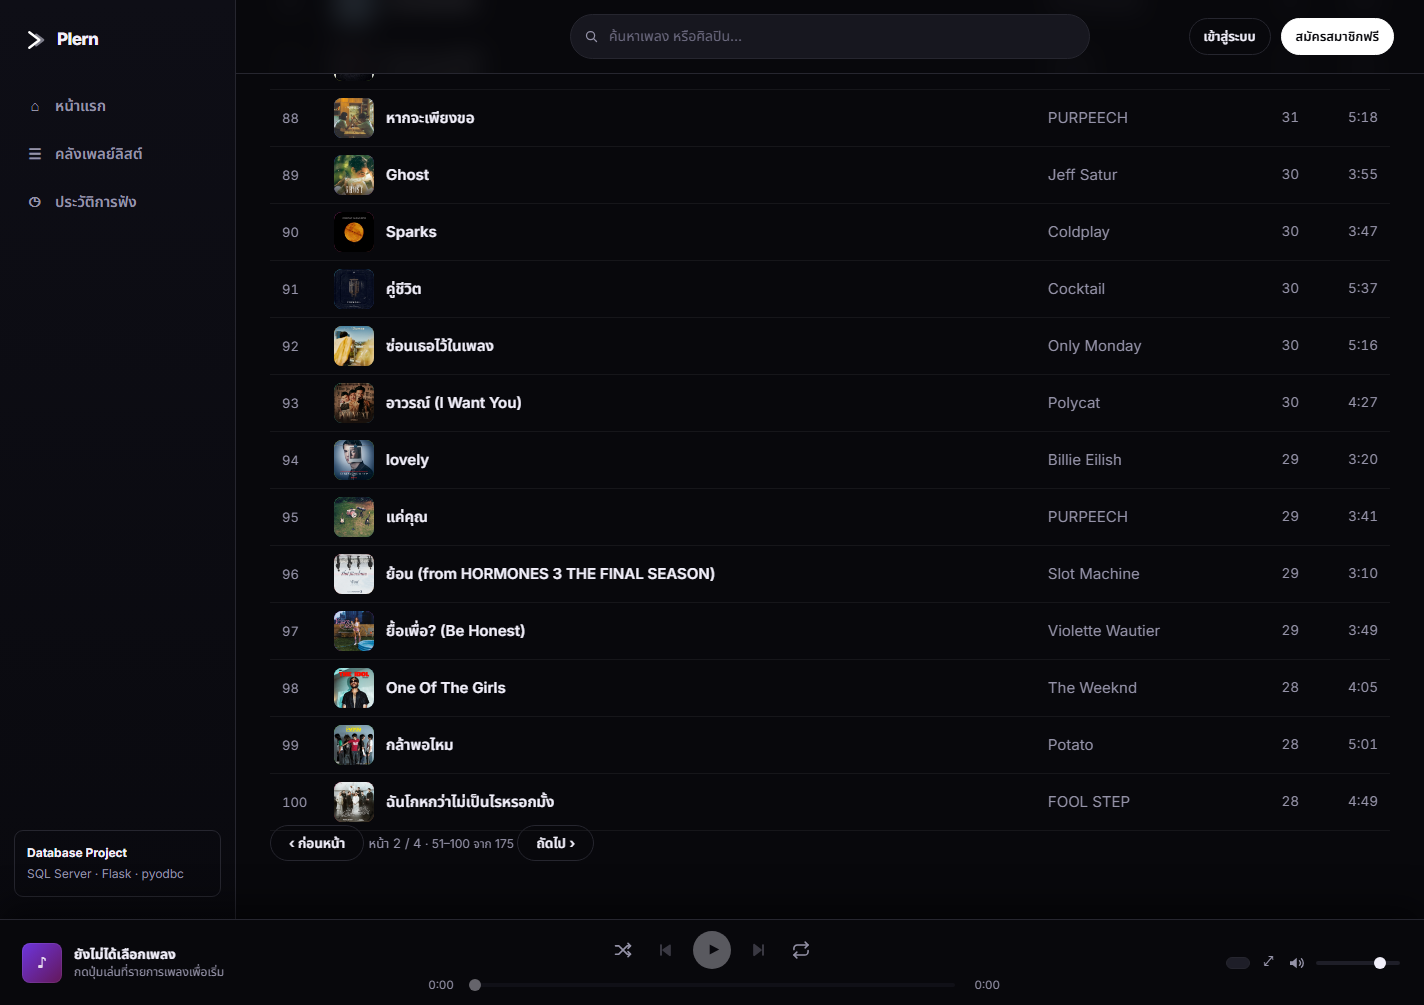 Plern
ค้นหาเพลง หรือศิลปิน...
เข้าสู่ระบบ
สมัครสมาชิกฟรี
หน้าแรก
คลังเพลย์ลิสต์
ประวัติการฟัง
88 หากจะเพียงขอ PURPEECH 31 5:18
89 Ghost Jeff Satur 30 3:55
90 Sparks Coldplay 30 3:47
91 คู่ชีวิต Cocktail 30 5:37
92 ซ่อนเธอไว้ในเพลง Only Monday 30 5:16
93 อาวรณ์ (I Want You) Polycat 30 4:27
94 lovely Billie Eilish 29 3:20
95 แค่คุณ PURPEECH 29 3:41
96 ย้อน (from HORMONES 3 THE FINAL SEASON) Slot Machine 29 3:10
97 ยื้อเพื่อ? (Be Honest) Violette Wautier 29 3:49
98 One Of The Girls The Weeknd 28 4:05
99 กล้าพอไหม Potato 28 5:01
100 ฉันโกหกว่าไม่เป็นไรหรอกมั้ง FOOL STEP 28 4:49
‹ ก่อนหน้า หน้า 2 / 4 · 51–100 จาก 175 ถัดไป ›
Database Project
SQL Server · Flask · pyodbc
ยังไม่ได้เลือกเพลง
กดปุ่มเล่นที่รายการเพลงเพื่อเริ่ม
0:00 0:00